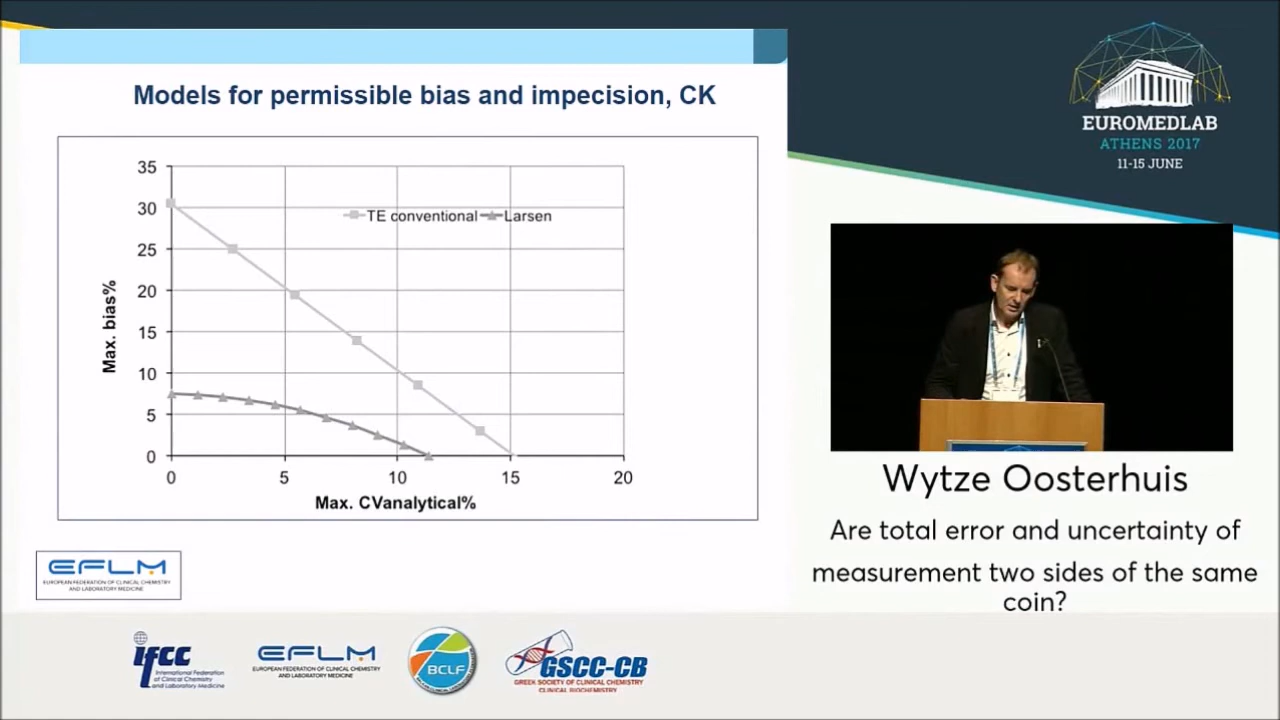 Models for permissible bias and impecision, CK
35
30
25
20
15
10
5
0
Max. bias%
TE conventional
Larsen
0 5 10 15 20
Max. CVanalytical%
EFLM
EUROPEAN FEDERATION OF CLINICAL CHEMISTRY
AND LABORATORY MEDICINE
EUROMEDLAB
ATHENS 2017
11-15 JUNE
Wytze Oosterhuis
Are total error and uncertainty of
measurement two sides of the same
coin?
ifcc
International Federation
of Clinical Chemistry
and Laboratory Medicine
EFLM
EUROPEAN FEDERATION OF CLINICAL CHEMISTRY
AND LABORATORY MEDICINE
BCLF
GSCC-CB
GREEK SOCIETY OF CLINICAL CHEMISTRY
CLINICAL BIOCHEMISTRY